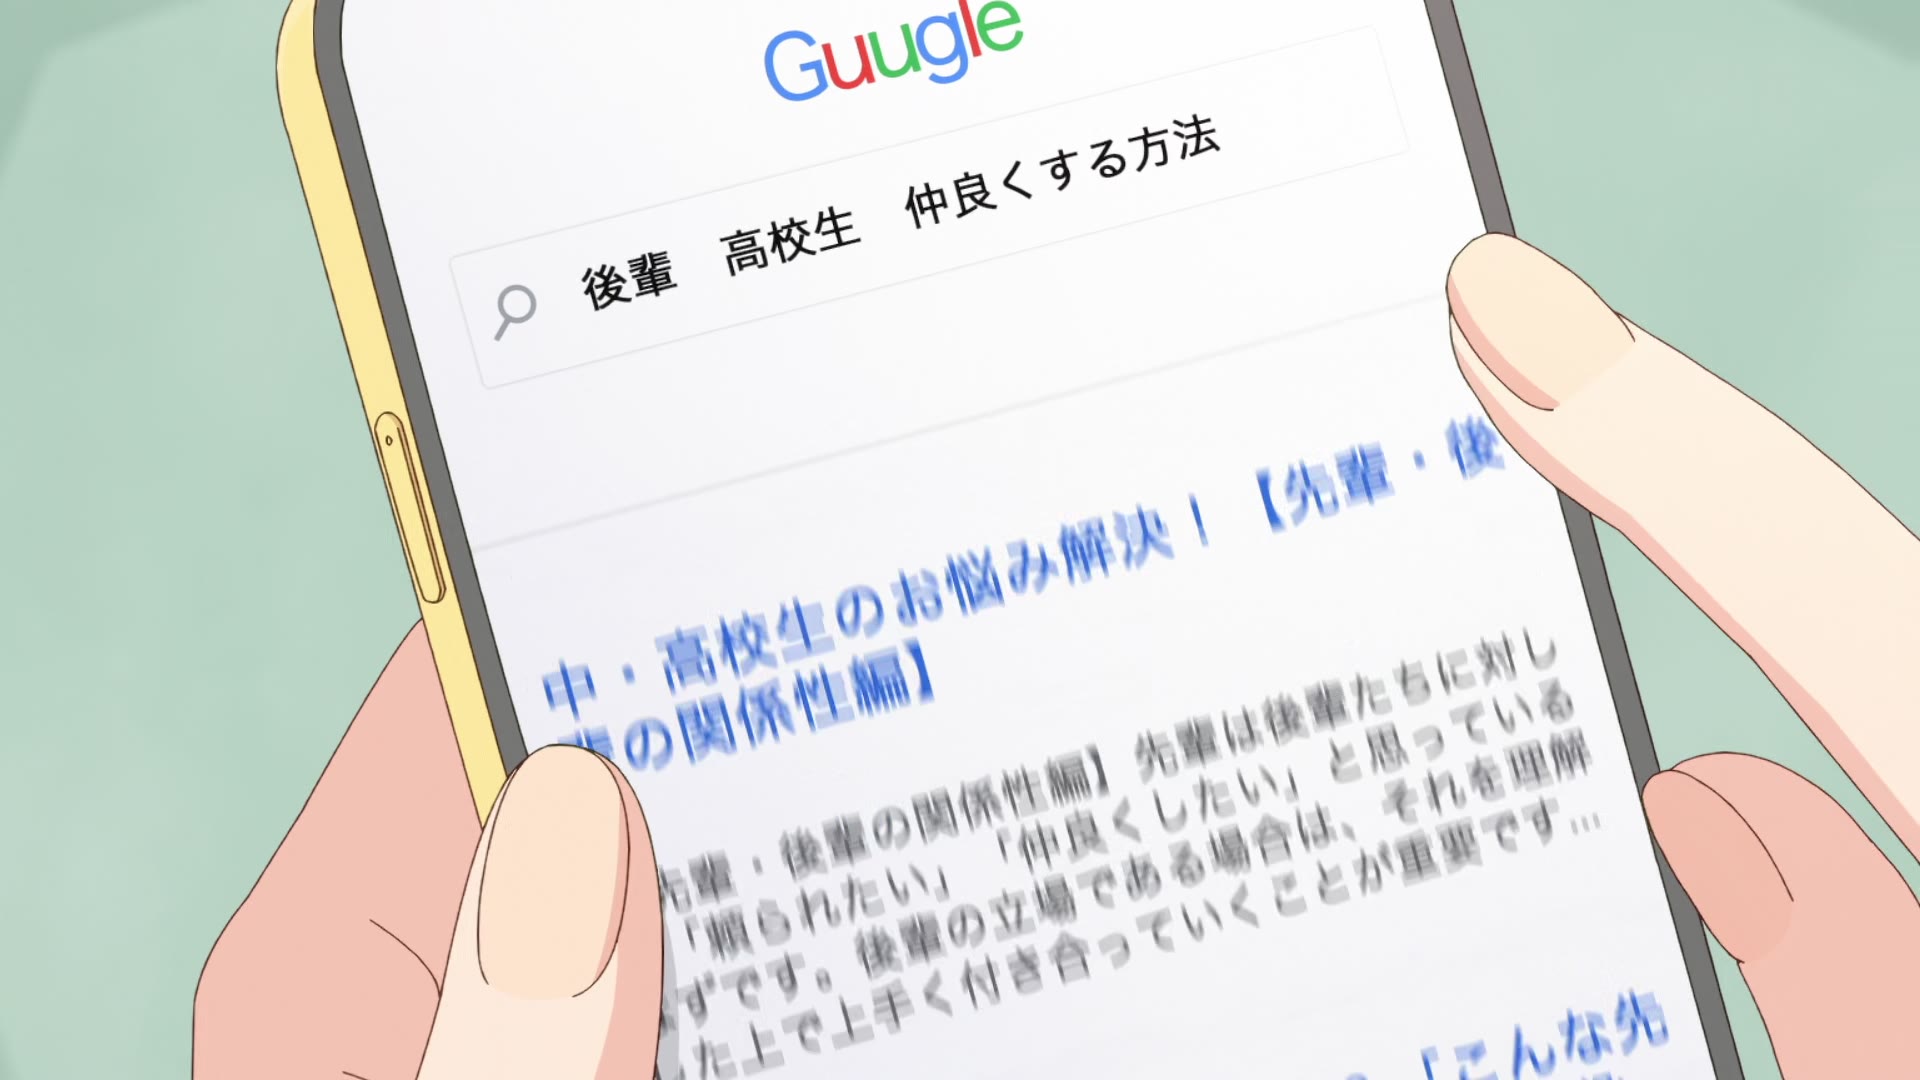 Guugle
後輩　高校生　仲良くする方法
中・高校生のお悩み解決！【先輩・後
輩の関係性編】
先輩・後輩の関係性編】先輩は後輩たちに対し
「頼られたい」「仲良くしたい」と思っている
ずです。後輩の立場である場合は、それを理解
た上で上手く付き合っていくことが重要です...
「こんな先